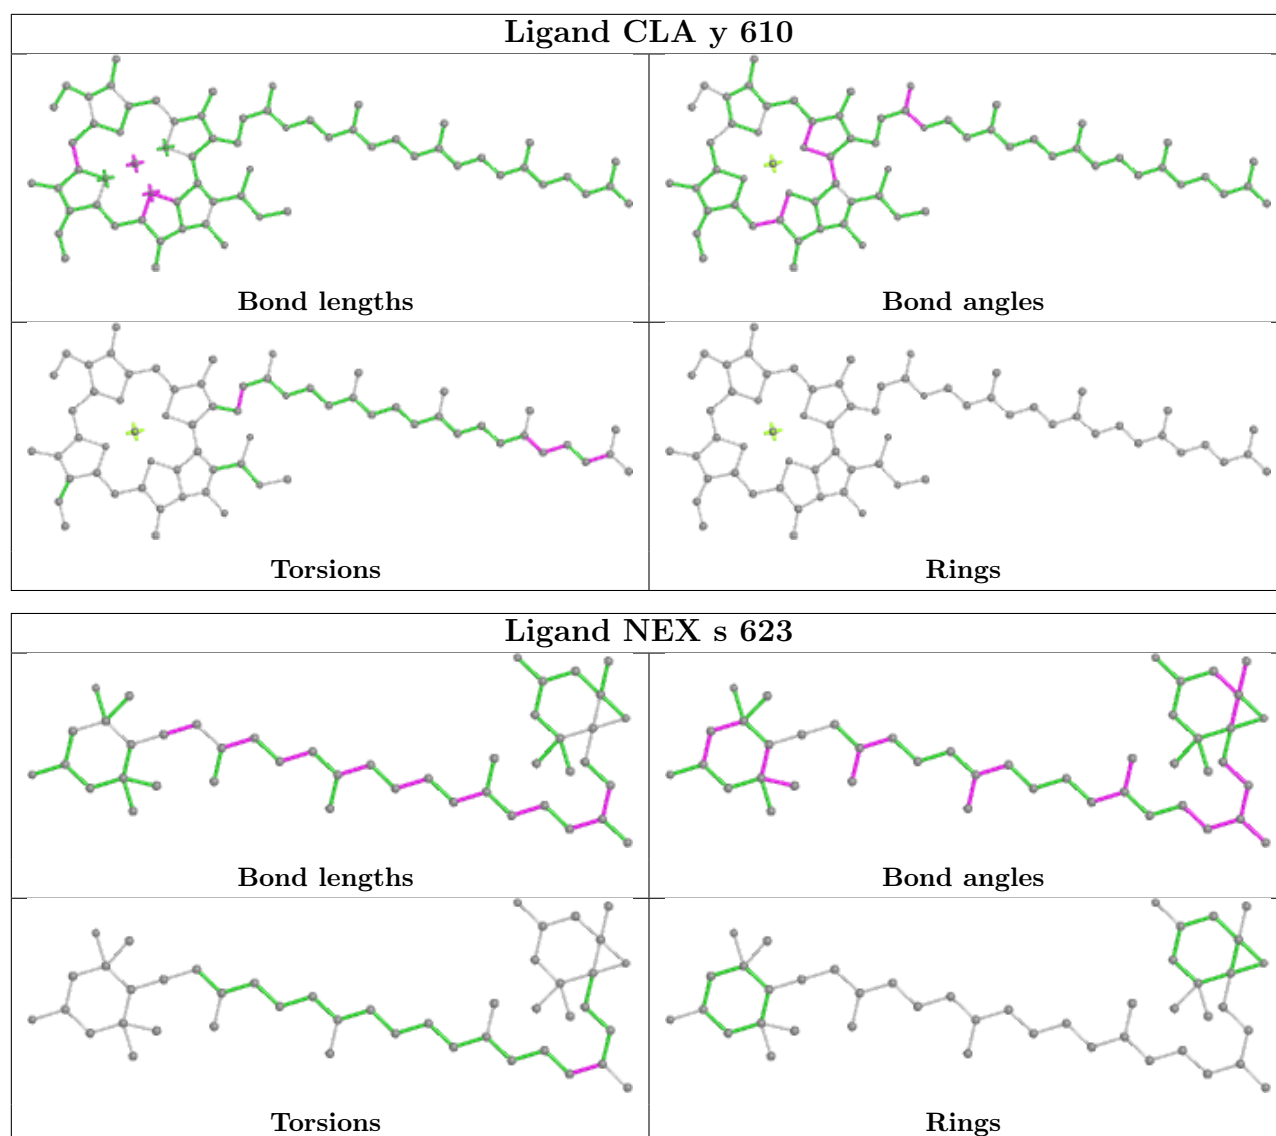 Ligand CLA y 610
Bond lengths
Bond angles
Torsions
Rings
Ligand NEX s 623
Bond lengths
Bond angles
Torsions
Rings